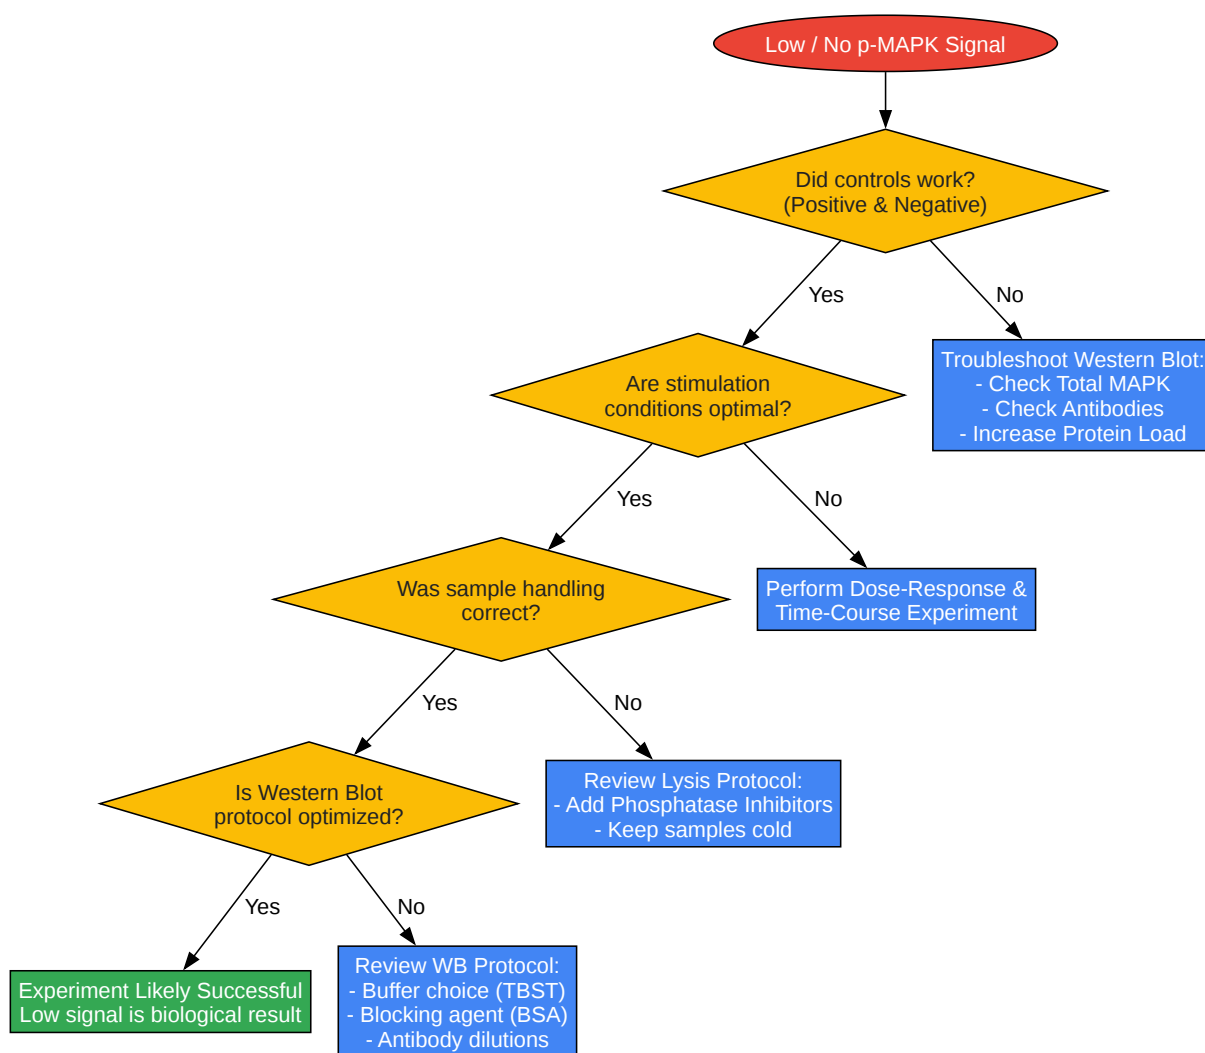 Low / No p-MAPK Signal
Did controls work?
(Positive & Negative)
Yes
No
Troubleshoot Western Blot:
- Check Total MAPK
- Check Antibodies
- Increase Protein Load
Are stimulation
conditions optimal?
Yes
No
Perform Dose-Response &
Time-Course Experiment
Was sample handling
correct?
Yes
No
Review Lysis Protocol:
- Add Phosphatase Inhibitors
- Keep samples cold
Is Western Blot
protocol optimized?
Yes
No
Experiment Likely Successful
Low signal is biological result
Review WB Protocol:
- Buffer choice (TBST)
- Blocking agent (BSA)
- Antibody dilutions